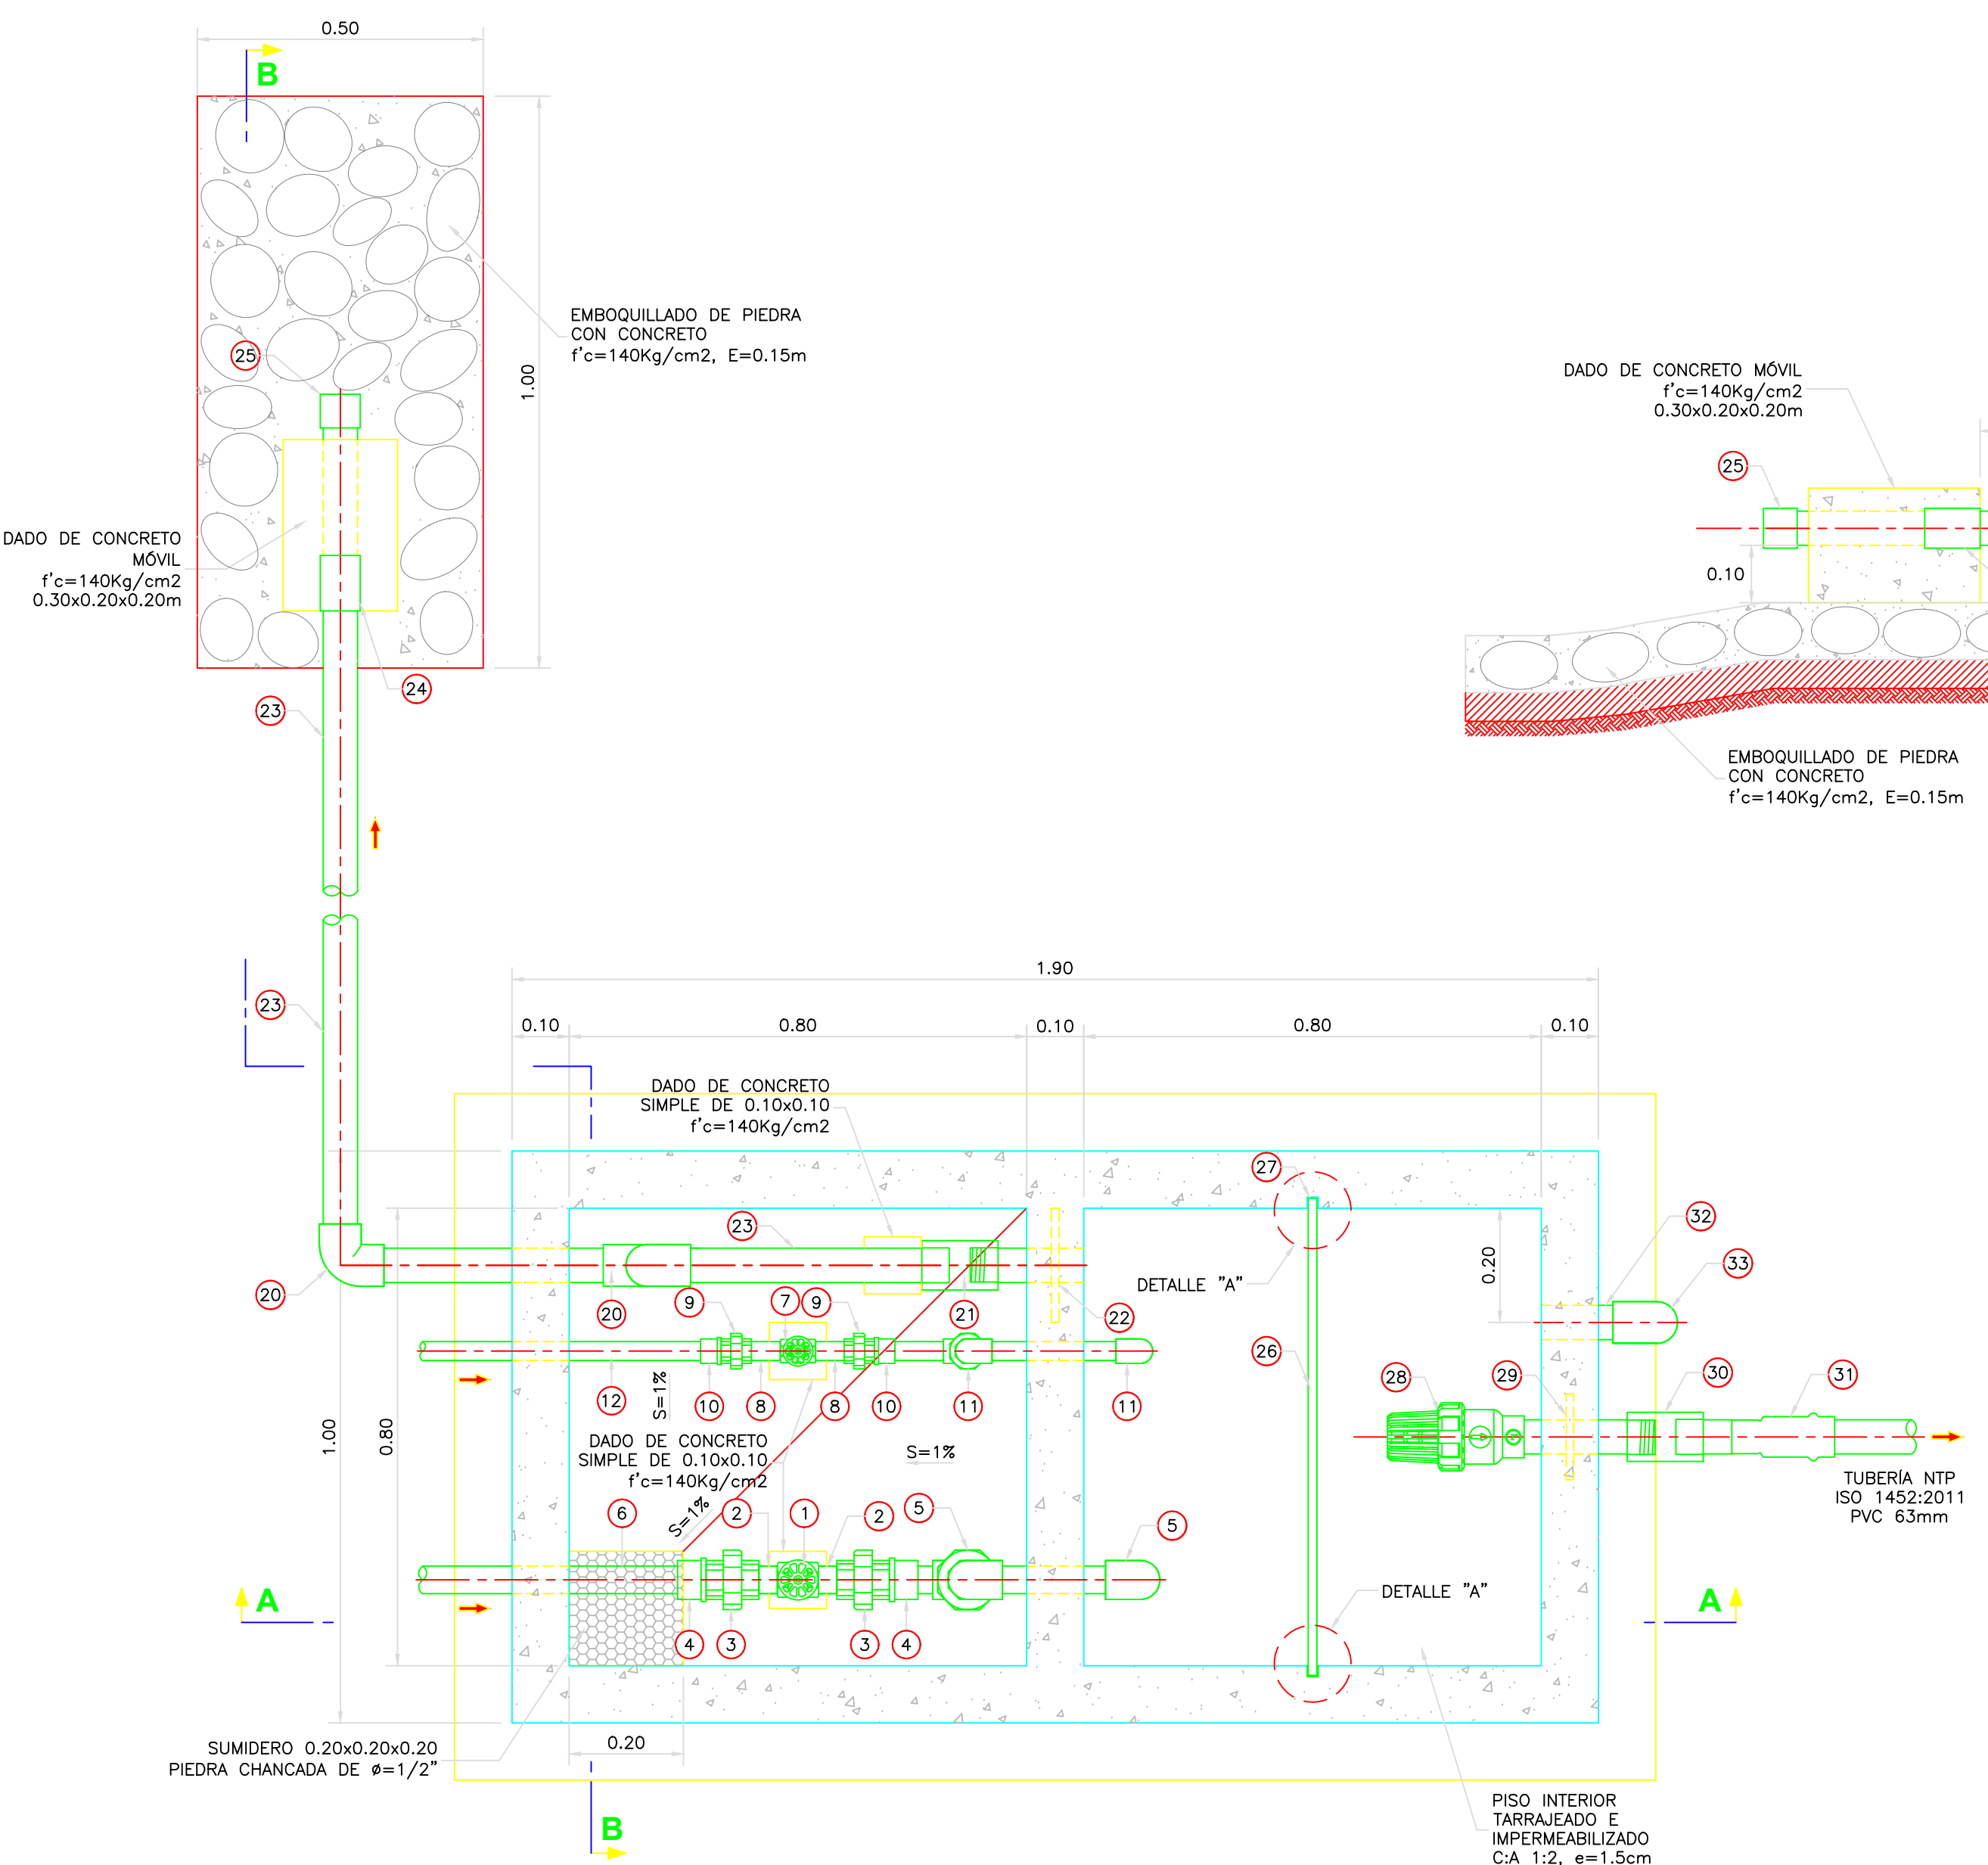 0.50
B
EMBOQUILLADO DE PIEDRA
CON CONCRETO
f'c=140Kg/cm2, E=0.15m
1.00
25
DADO DE CONCRETO
MÓVIL
f'c=140Kg/cm2
0.30x0.20x0.20m
24
23
DADO DE CONCRETO MÓVIL
f'c=140Kg/cm2
0.30x0.20x0.20m
25
0.10
EMBOQUILLADO DE PIEDRA
CON CONCRETO
f'c=140Kg/cm2, E=0.15m
23
1.90
0.10
0.80
0.10
0.80
0.10
DADO DE CONCRETO
SIMPLE DE 0.10x0.10
f'c=140Kg/cm2
27
32
23
0.20
33
DETALLE "A"
20
20
9
7
9
21
22
26
12
S=1%
10
8
8
10
11
11
28
29
30
31
1.00
0.80
DADO DE CONCRETO
SIMPLE DE 0.10x0.10
f'c=140Kg/cm2
S=1%
TUBERÍA NTP
ISO 1452:2011
PVC 63mm
S=1%
6
2
1
2
5
5
A
DETALLE "A"
A
4
3
3
4
SUMIDERO 0.20x0.20x0.20
PIEDRA CHANCADA DE ø=1/2"
0.20
B
PISO INTERIOR
TARRAJEADO E
IMPERMEABILIZADO
C:A 1:2, e=1.5cm